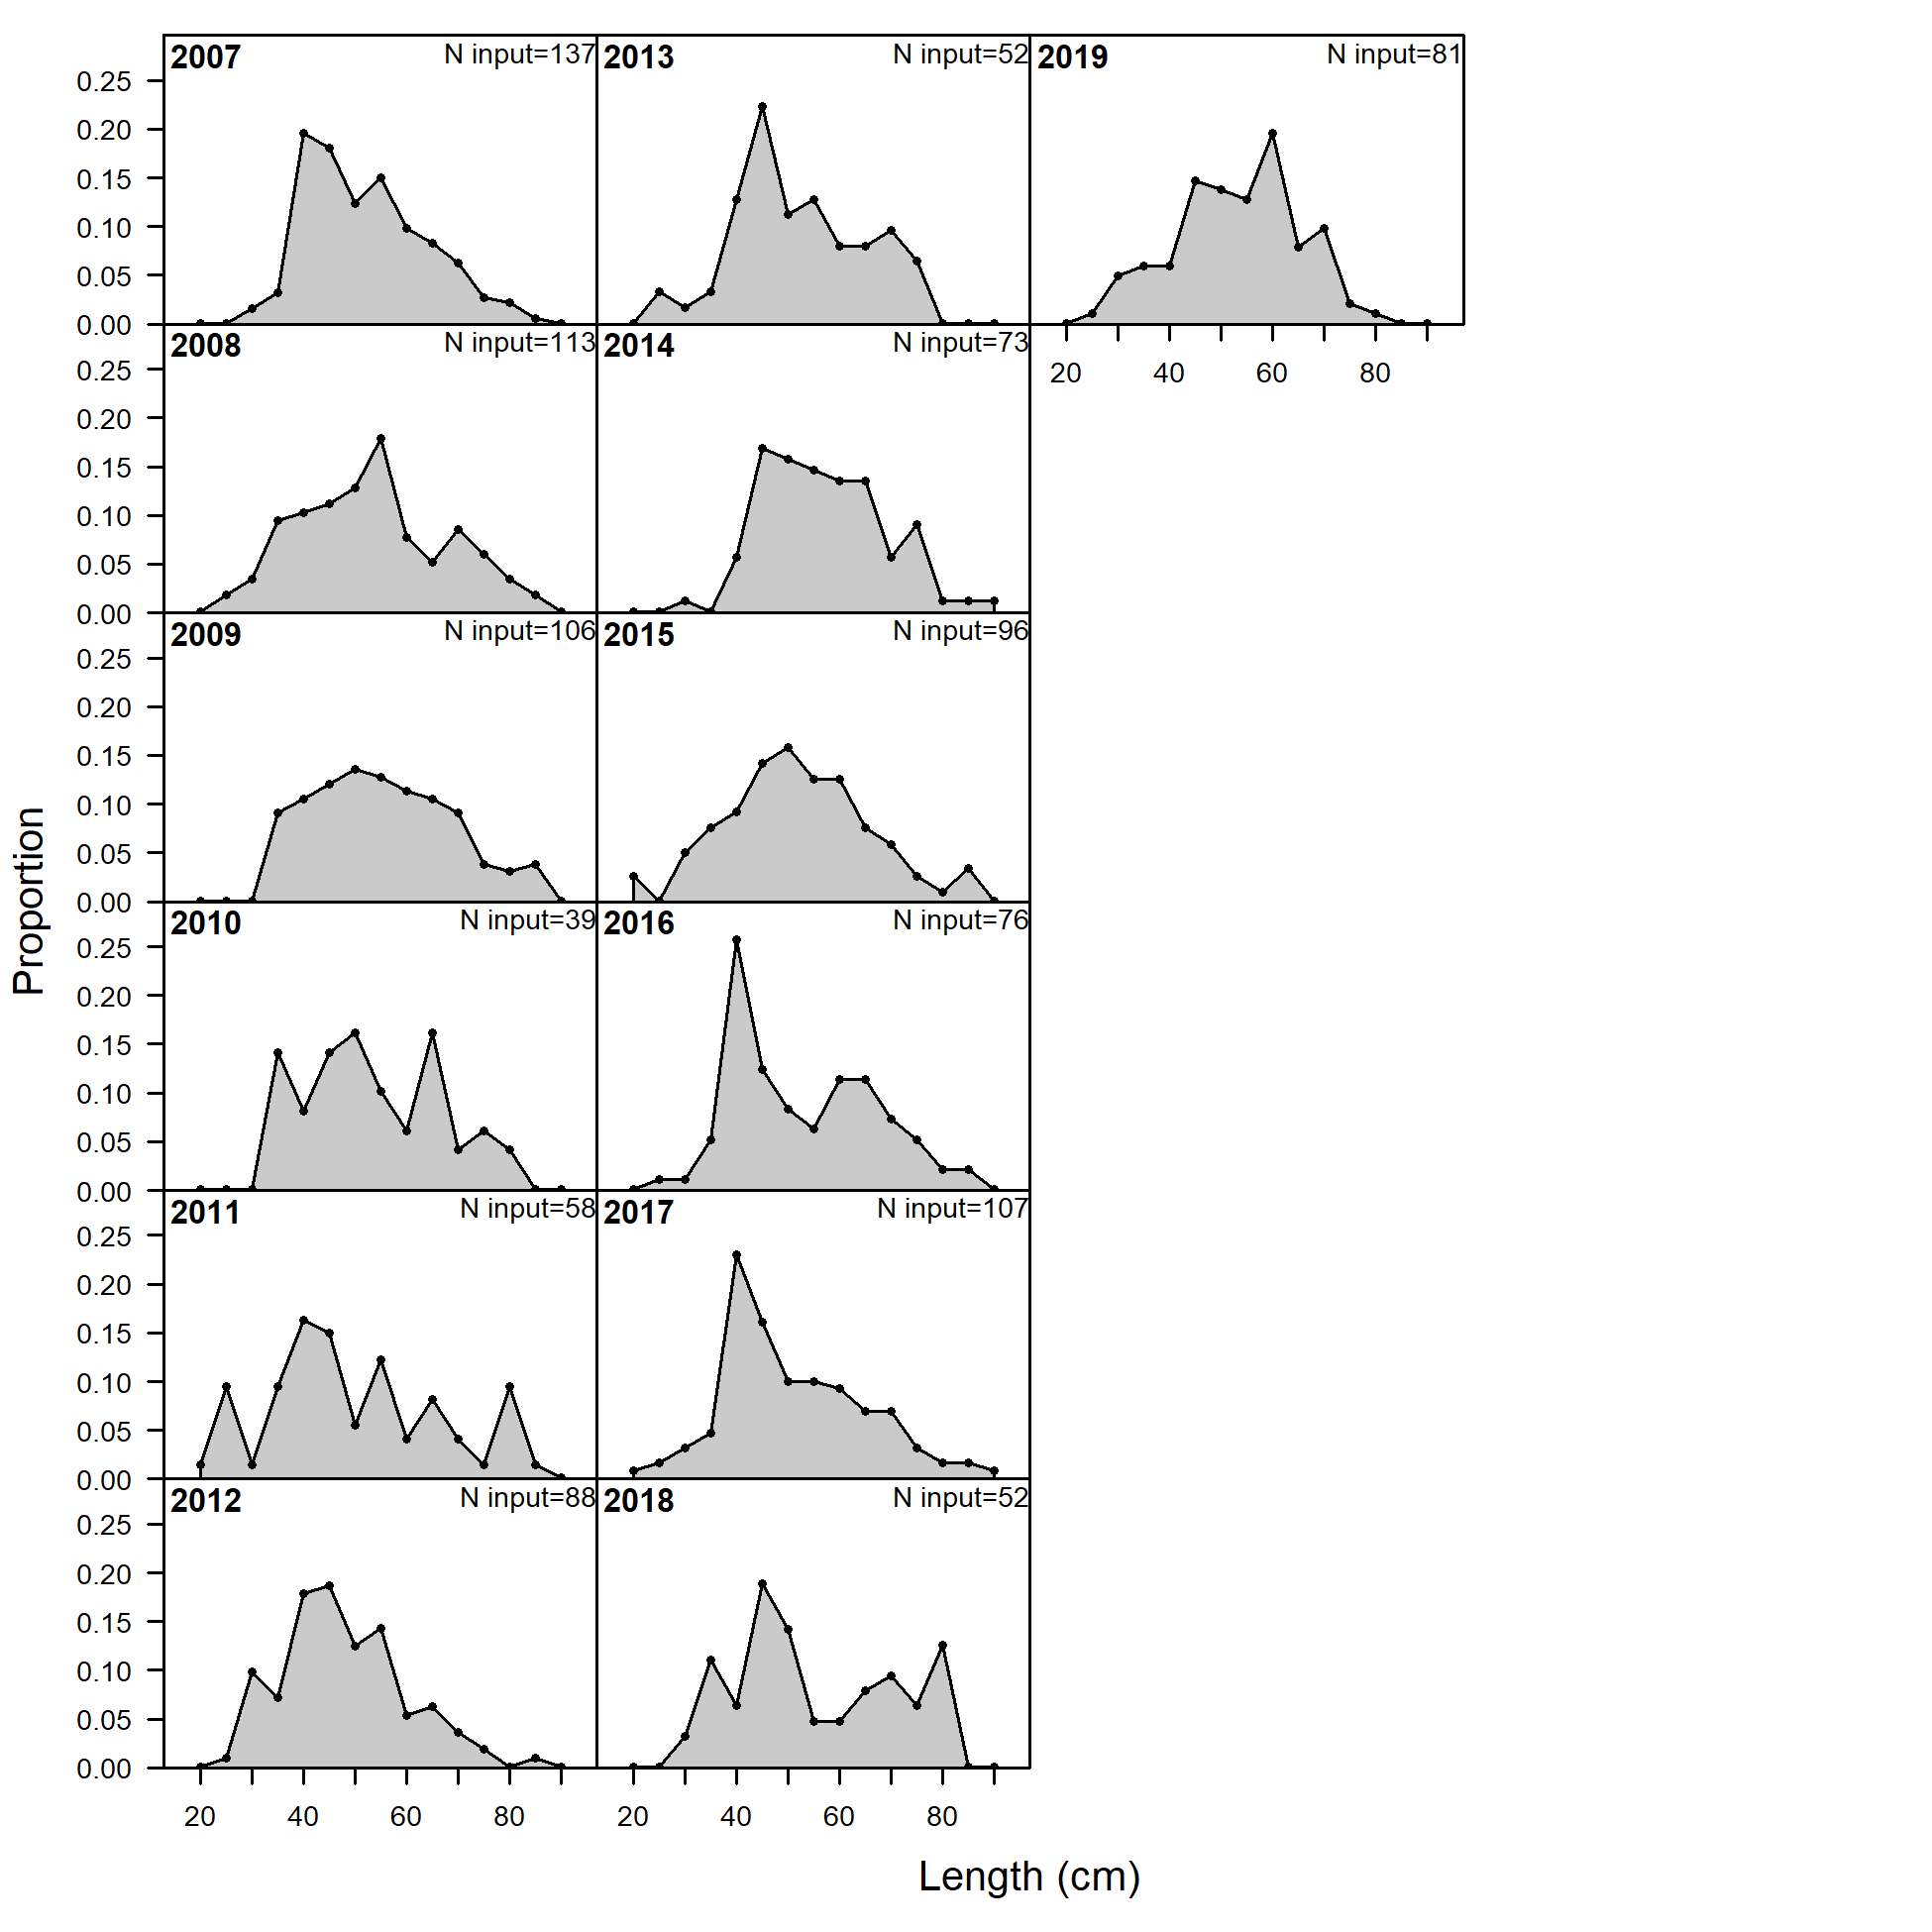 2007 N input=137
2013 N input=52
2019 N input=81
0.25
0.20
0.15
0.10
0.05
0.00
20 40 60 80
2008 N input=113
2014 N input=73
0.25
0.20
0.15
0.10
0.05
0.00
2009 N input=106
2015 N input=96
0.25
0.20
0.15
0.10
0.05
0.00
2010 N input=39
2016 N input=76
0.25
0.20
0.15
0.10
0.05
0.00
2011 N input=58
2017 N input=107
0.25
0.20
0.15
0.10
0.05
0.00
2012 N input=88
2018 N input=52
0.25
0.20
0.15
0.10
0.05
0.00
20 40 60 80
20 40 60 80
Proportion
Length (cm)